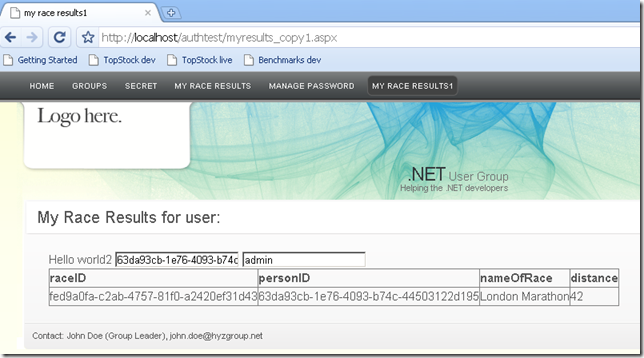 my race results1
http://localhost/authtest/myresults_copy1.aspx
Getting Started TopStock dev TopStock live Benchmarks dev
HOME GROUPS SECRET MY RACE RESULTS MANAGE PASSWORD MY RACE RESULTS1
Logo here.
.NET User Group
Helping the .NET developers
My Race Results for user:
Hello world2 63da93cb-1e76-4093-b74c admin
raceID personID nameOfRace distance
fed9a0fa-c2ab-4757-81f0-a2420ef31d43 63da93cb-1e76-4093-b74c-44503122d195 London Marathon 42
Contact: John Doe (Group Leader), john.doe@hyzgroup.net